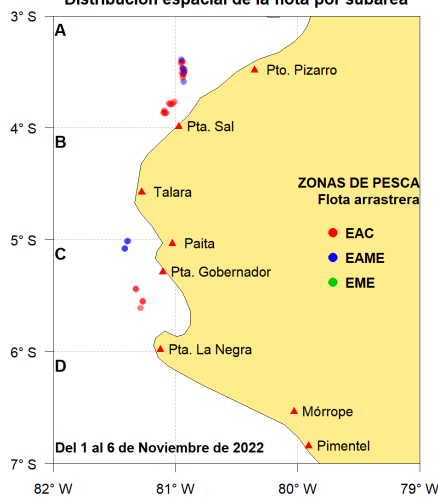 Distribución espacial de la flota por subárea
3° S
A
Pto. Pizarro
Pta. Sal
4° S
B
ZONAS DE PESCA
Flota arrastrera
Talara
EAC
5° S
Paita
C
EAME
Pta. Gobernador
EME
6° S
Pta. La Negra
D
Mórrope
Del 1 al 6 de Noviembre de 2022
Pimentel
7° S
82° W
81° W
80° W
79° W